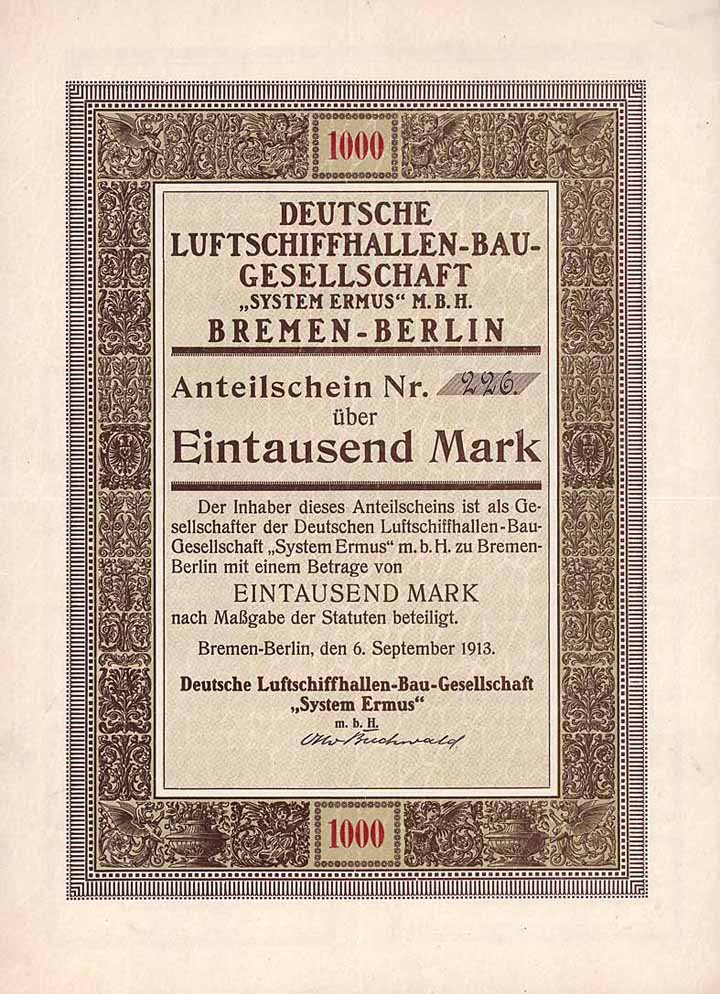 1000
DEUTSCHE
LUFTSCHIFFHALLEN-BAU-
GESELLSCHAFT
„SYSTEM ERMUS“ M.B.H.
BREMEN-BERLIN
Anteilschein Nr. 226.
über
Eintausend Mark
Der Inhaber dieses Anteilscheins ist als Ge-
sellschafter der Deutschen Luftschiffhallen-Bau-
Gesellschaft „System Ermus“ m. b. H. zu Bremen-
Berlin mit einem Betrage von
EINTAUSEND MARK
nach Maßgabe der Statuten beteiligt.
Bremen-Berlin, den 6. September 1913.
Deutsche Luftschiffhallen-Bau-Gesellschaft
„System Ermus“
m. b. H.
Otto Buchwald
1000